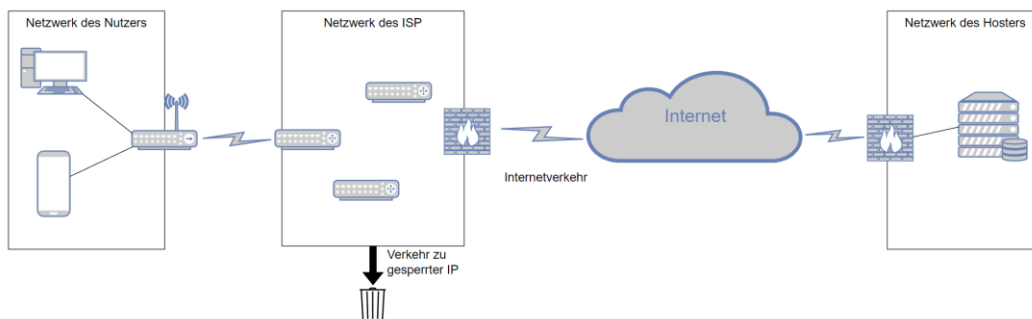 Netzwerk des Nutzers
Netzwerk des ISP
Netzwerk des Hosters
Internet
Internetverkehr
Verkehr zu
gesperrter IP